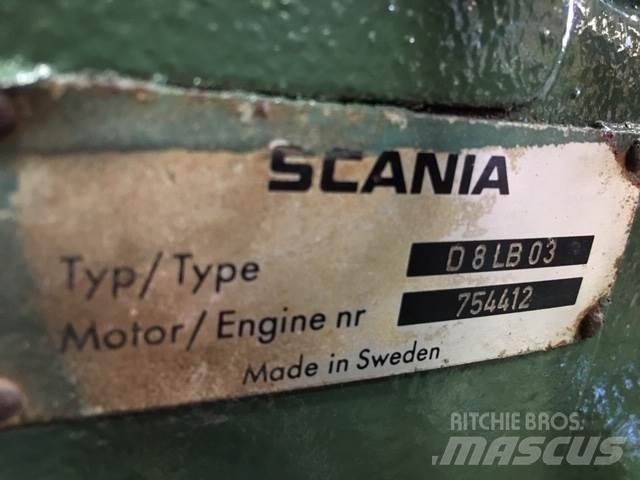 SCANIA
Typ/Type D8LB03
Motor/Engine nr 754412
Made in Sweden
RITCHIE BROS.
MASCUS